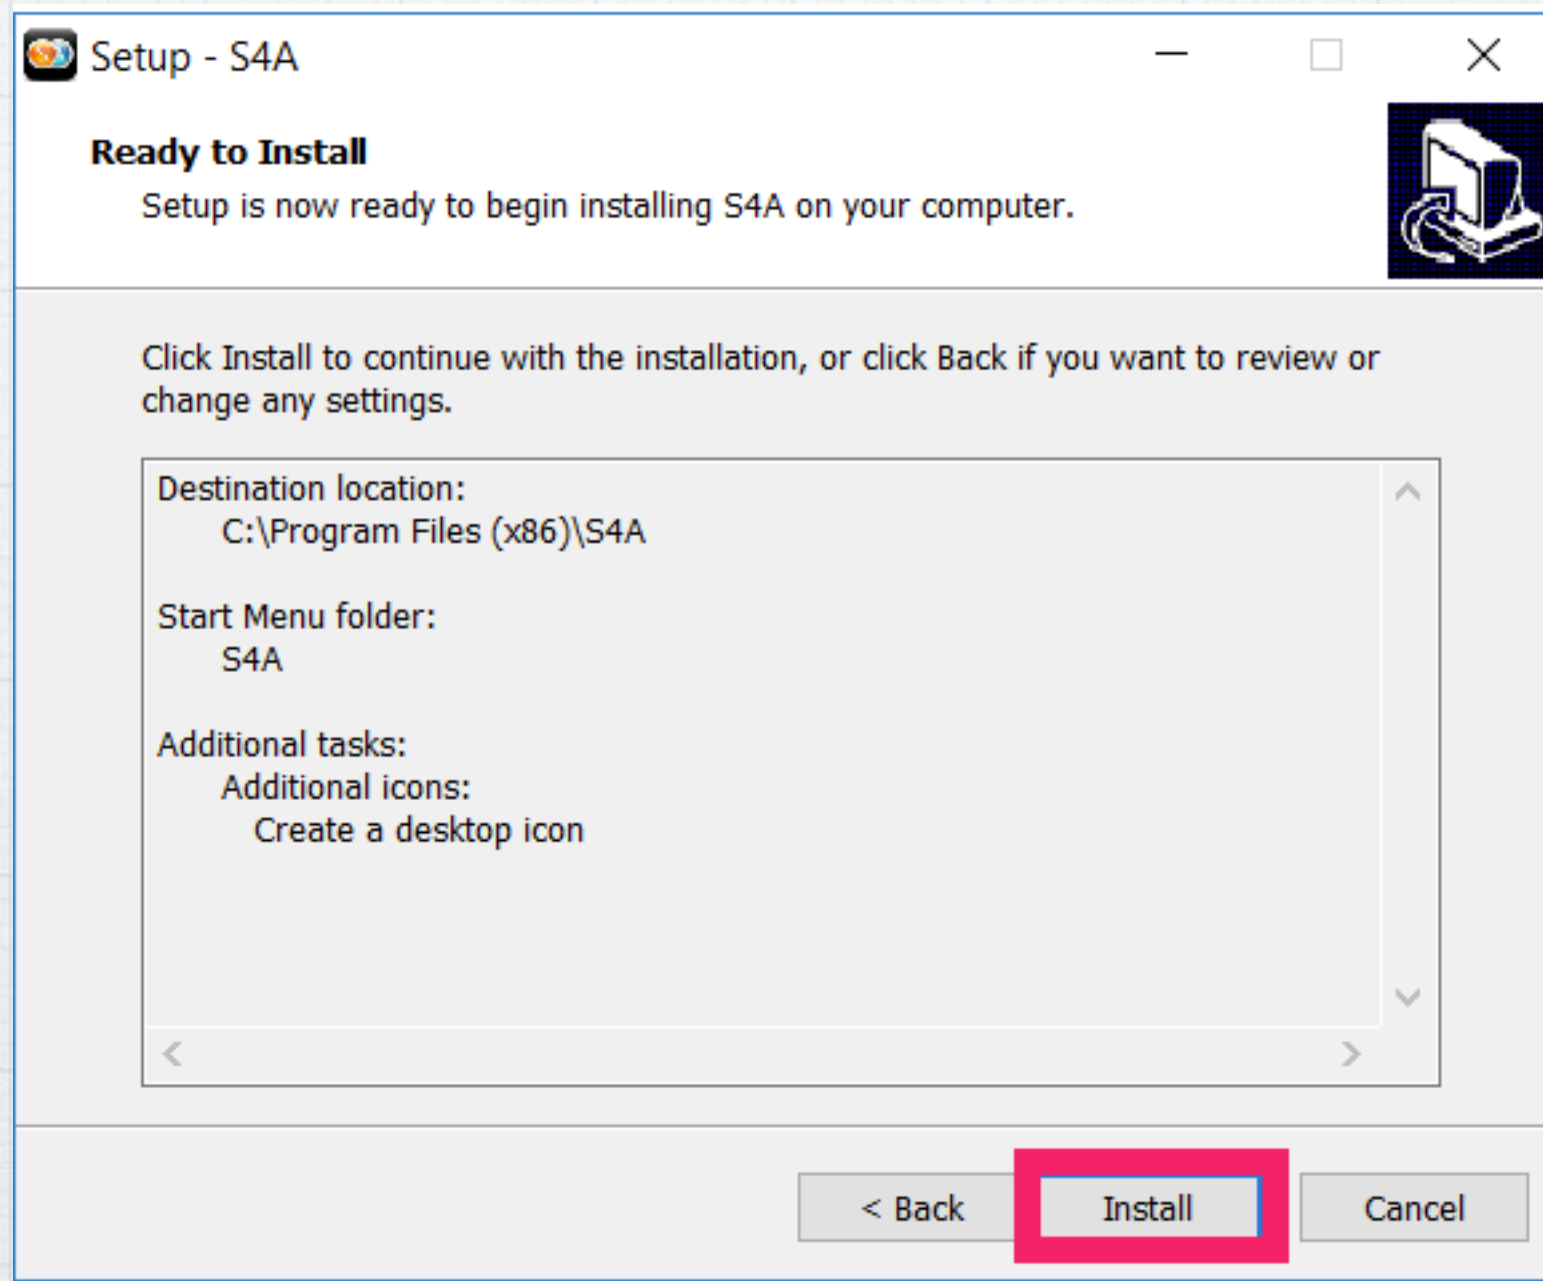 Setup - S4A
Ready to Install
Setup is now ready to begin installing S4A on your computer.
Click Install to continue with the installation, or click Back if you want to review or
change any settings.
Destination location:
C:\Program Files (x86)\S4A
Start Menu folder:
S4A
Additional tasks:
Additional icons:
Create a desktop icon
< Back
Install
Cancel